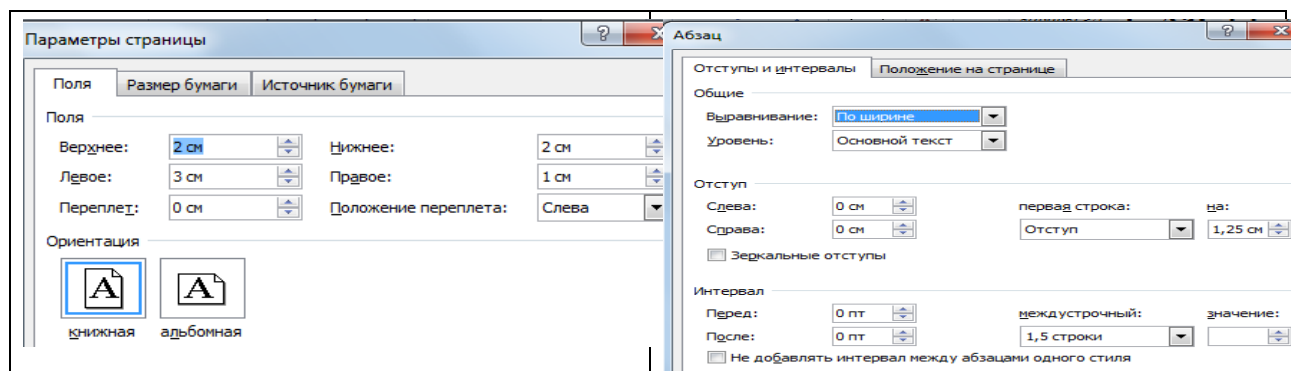 Параметры страницы
Поля Размер бумаги Источник бумаги
Поля
Верхнее: 2 см Нижнее: 2 см
Левое: 3 см Правое: 1 см
Переплет: 0 см Положение переплета: Слева
Ориентация
книжная альбомная
Абзац
Отступы и интервалы Положение на странице
Общие
Выравнивание: По ширине
Уровень: Основной текст
Отступ
Слева: 0 см первая строка: на:
Справа: 0 см Отступ 1,25 см
Зеркальные отступы
Интервал
Перед: 0 пт междустрочный: значение:
После: 0 пт 1,5 строки
Не добавлять интервал между абзацами одного стиля